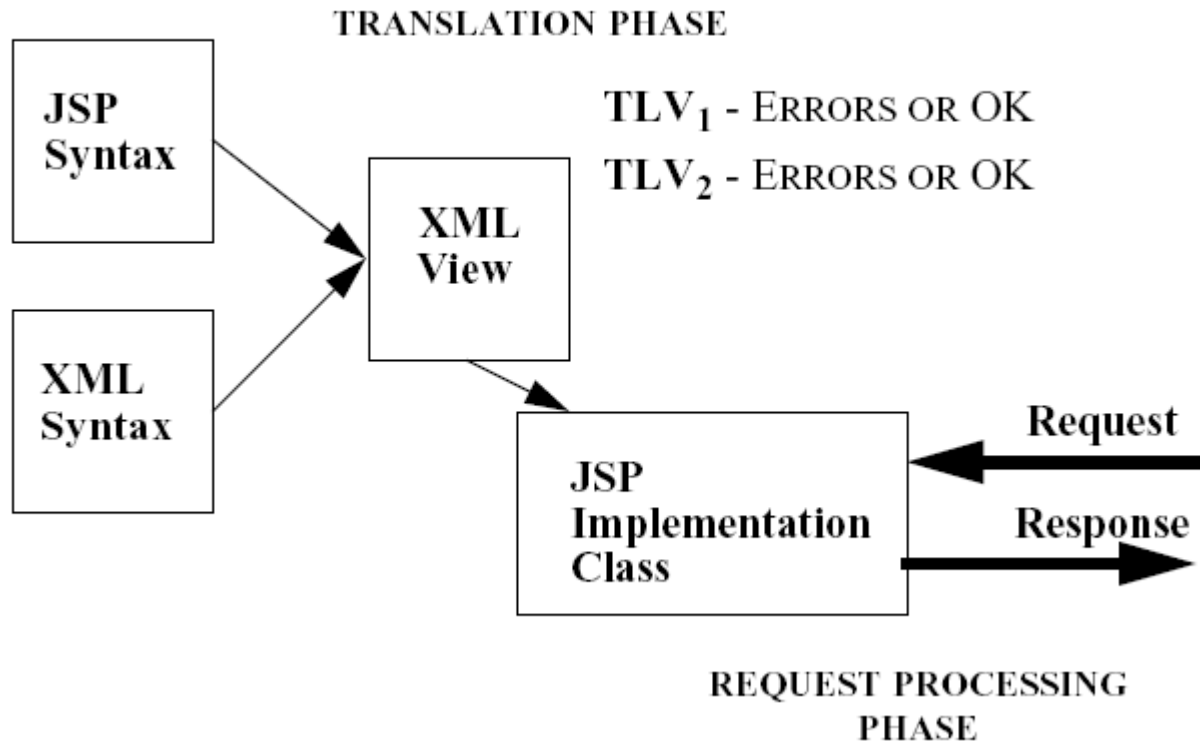 TRANSLATION PHASE
JSP
Syntax
TLV1 - ERRORS OR OK
TLV2 - ERRORS OR OK
XML
View
XML
Syntax
JSP
Implementation
Class
Request
Response
REQUEST PROCESSING
PHASE